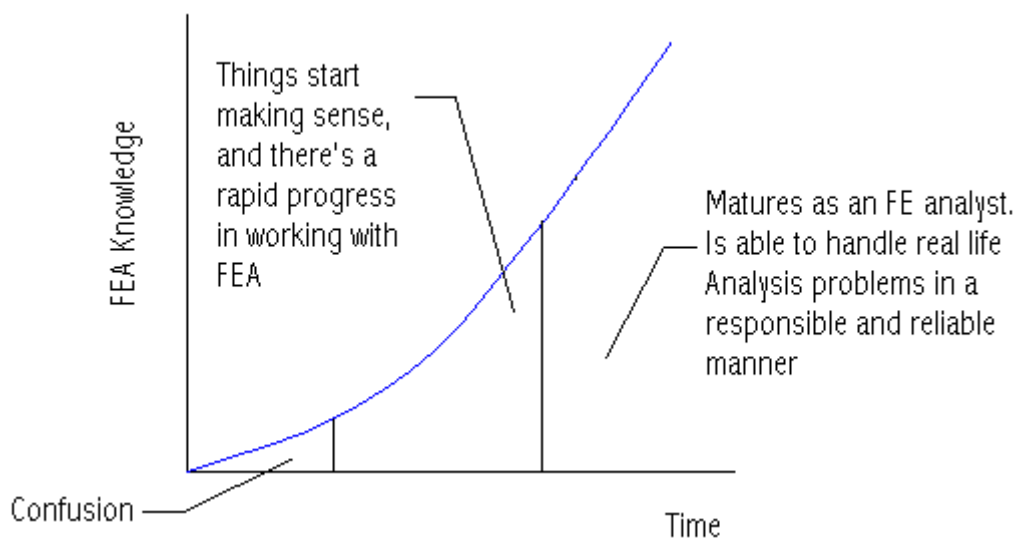 Things start
making sense,
and there's a
rapid progress
in working with
FEA
FEA Knowledge
Matures as an FE analyst.
Is able to handle real life
Analysis problems in a
responsible and reliable
manner
Confusion
Time